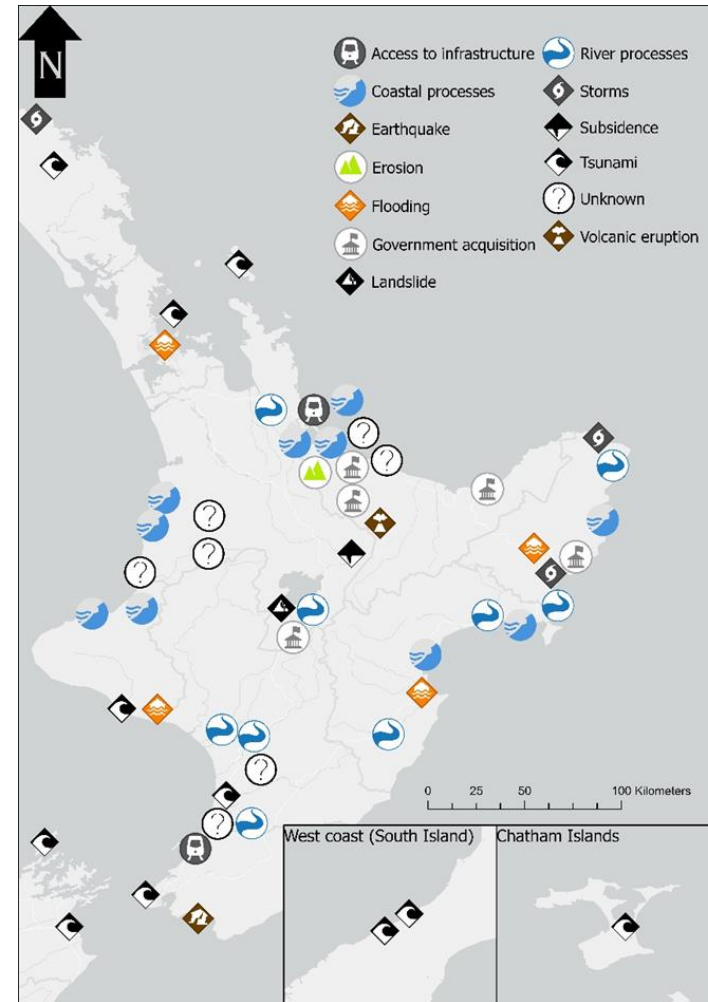 N
Access to infrastructure
River processes
Coastal processes
Storms
Earthquake
Subsidence
Erosion
Tsunami
Flooding
Unknown
Government acquisition
Volcanic eruption
Landslide
0 25 50 100 Kilometers
West coast (South Island)
Chatham Islands